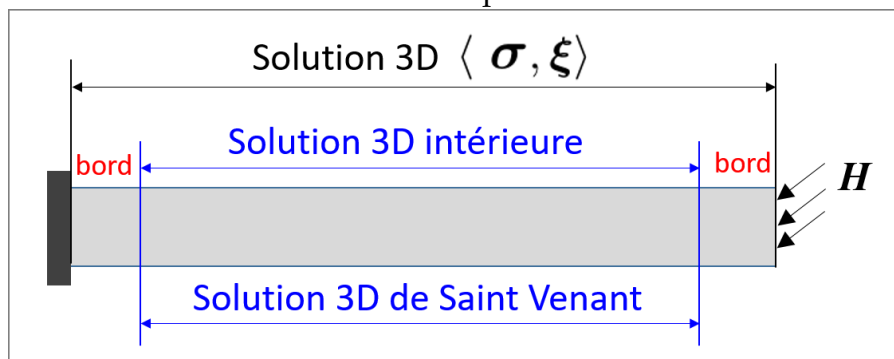 Solution 3D ⟨ σ, ξ⟩
Solution 3D intérieure
bord
bord
H
Solution 3D de Saint Venant